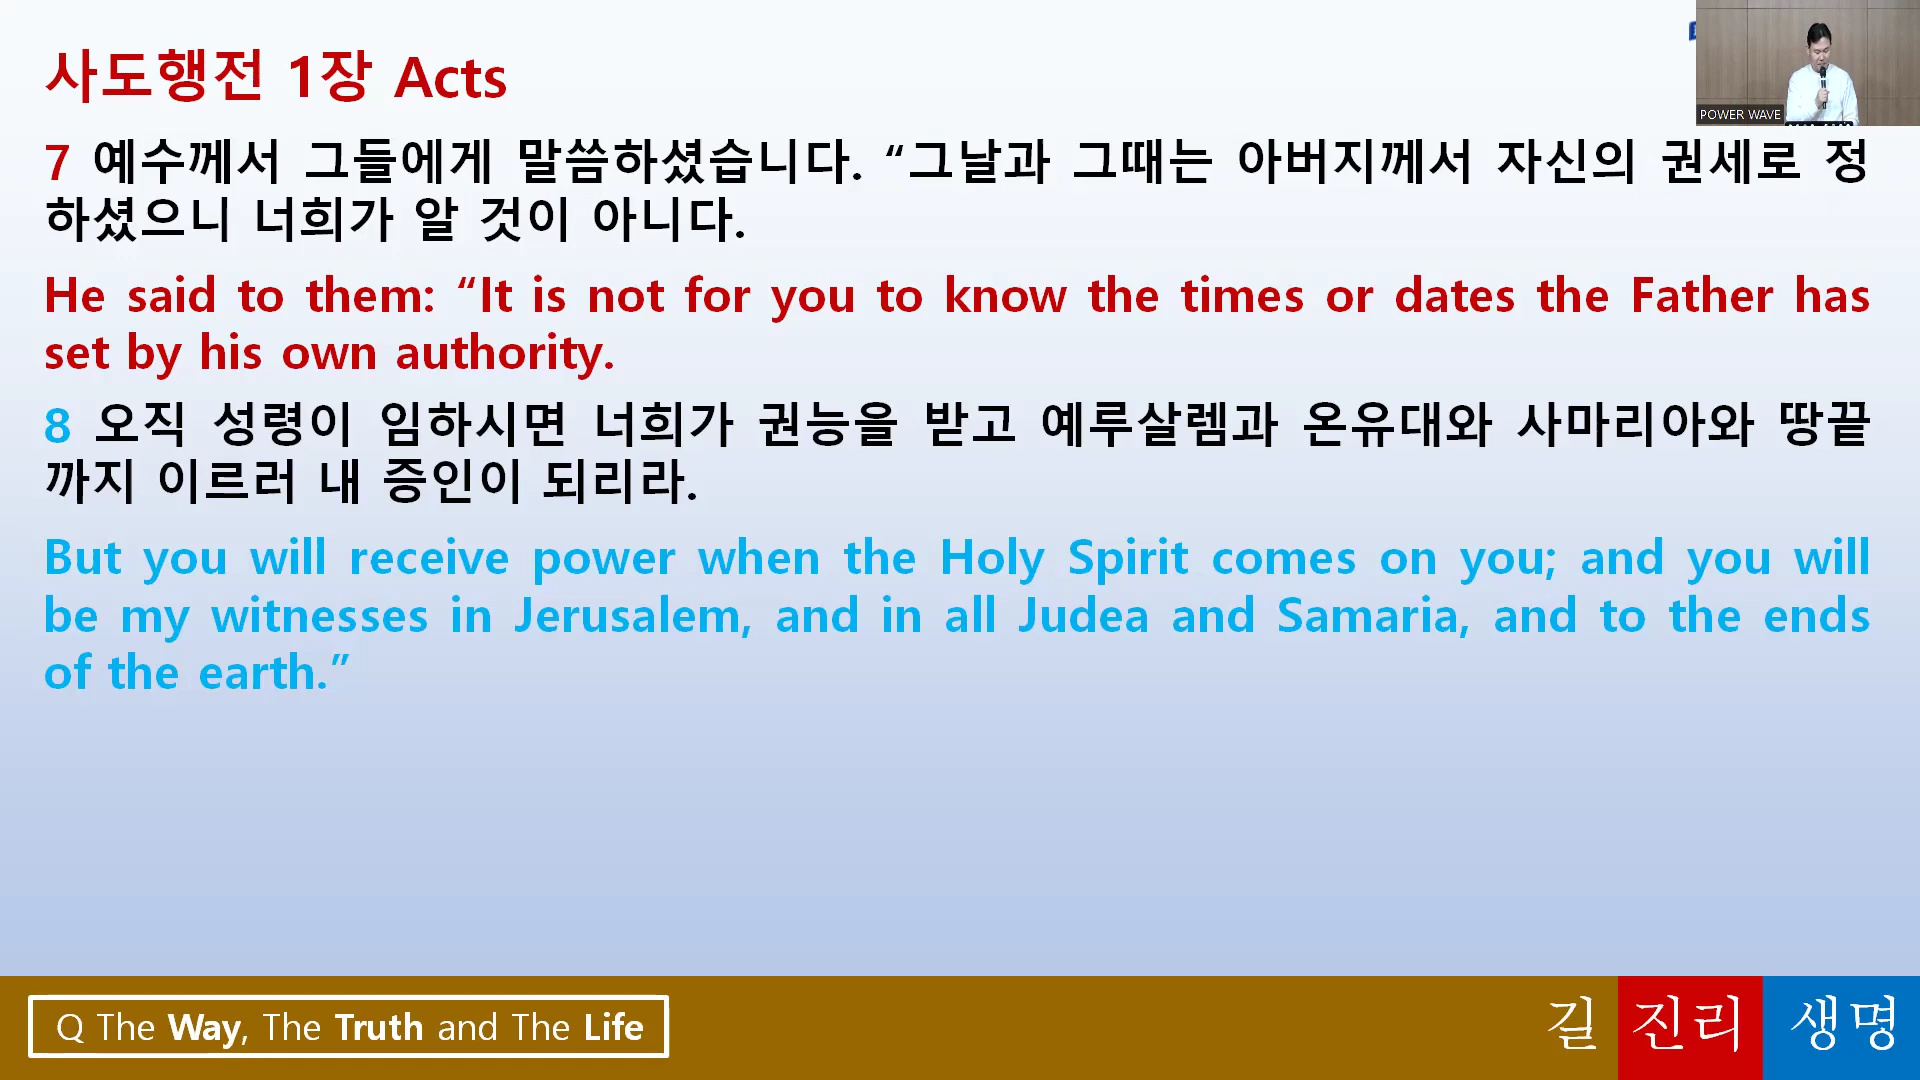 사도행전 1장 Acts
POWER WAVE
7 예수께서 그들에게 말씀하셨습니다. “그날과 그때는 아버지께서 자신의 권세로 정
하셨으니 너희가 알 것이 아니다.
He said to them: “It is not for you to know the times or dates the Father has
set by his own authority.
8 오직 성령이 임하시면 너희가 권능을 받고 예루살렘과 온유대와 사마리아와 땅끝
까지 이르러 내 증인이 되리라.
But you will receive power when the Holy Spirit comes on you; and you will
be my witnesses in Jerusalem, and in all Judea and Samaria, and to the ends
of the earth.”
Q The Way, The Truth and The Life
길 진리 생명